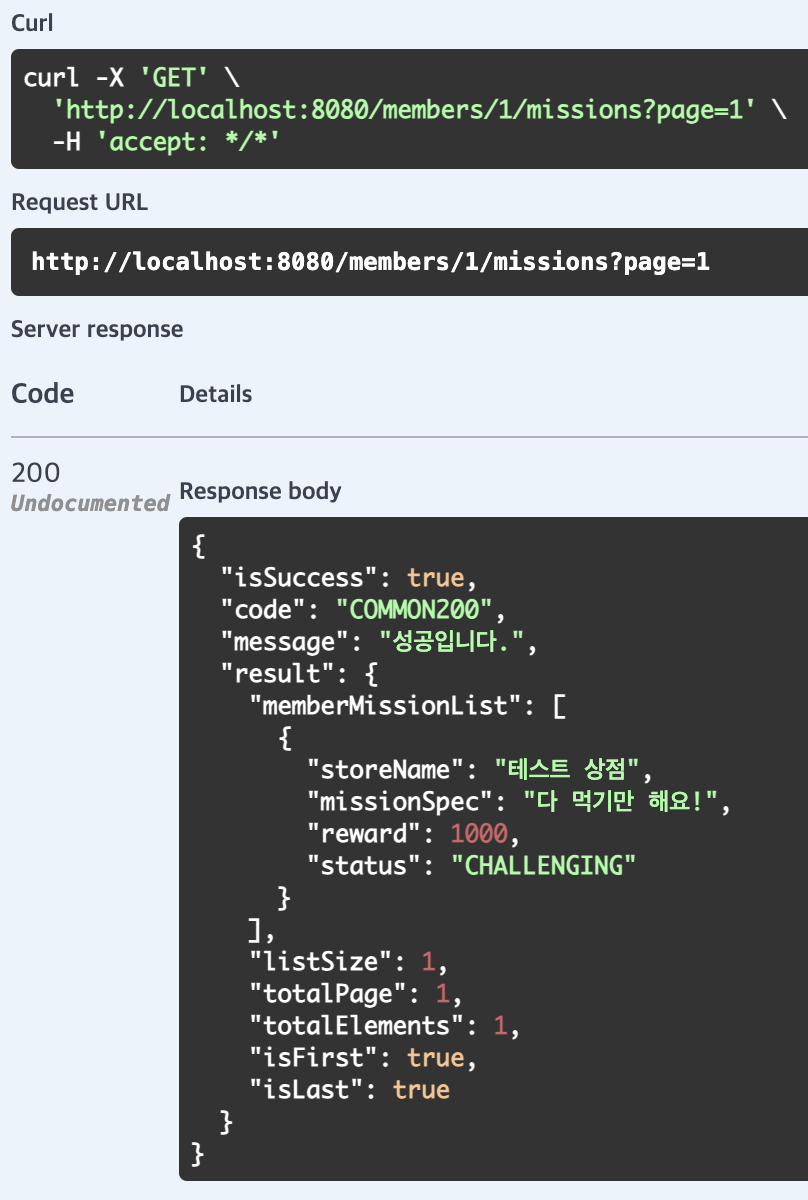 Curl
curl -X 'GET' \
  'http://localhost:8080/members/1/missions?page=1' \
  -H 'accept: */*'
Request URL
http://localhost:8080/members/1/missions?page=1
Server response
Code Details
200
Undocumented
Response body
{
  "isSuccess": true,
  "code": "COMMON200",
  "message": "성공입니다.",
  "result": {
    "memberMissionList": [
      {
        "storeName": "테스트 상점",
        "missionSpec": "다 먹기만 해요!",
        "reward": 1000,
        "status": "CHALLENGING"
      }
    ],
    "listSize": 1,
    "totalPage": 1,
    "totalElements": 1,
    "isFirst": true,
    "isLast": true
  }
}